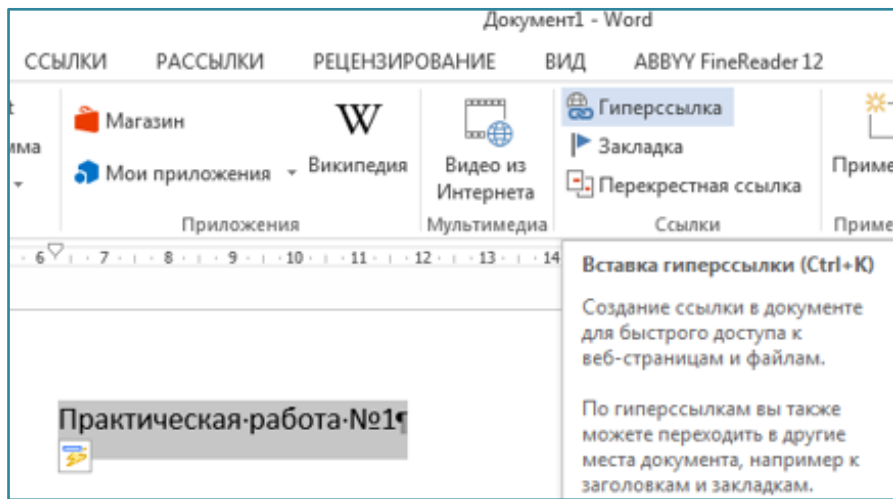 Документ1 - Word
ССЫЛКИ РАССЫЛКИ РЕЦЕНЗИРОВАНИЕ ВИД ABBYY FineReader 12
Магазин
Мои приложения
Википедия
Приложения
Видео из
Интернета
Мультимедиа
Гиперссылка
Закладка
Перекрестная ссылка
Ссылки
6 7 8 9 10 11 12 13 14
Вставка гиперссылки (Ctrl+K)
Создание ссылки в документе
для быстрого доступа к
веб-страницам и файлам.
По гиперссылкам вы также
можете переходить в другие
места документа, например к
заголовкам и закладкам.
Практическая·работа·№1¶